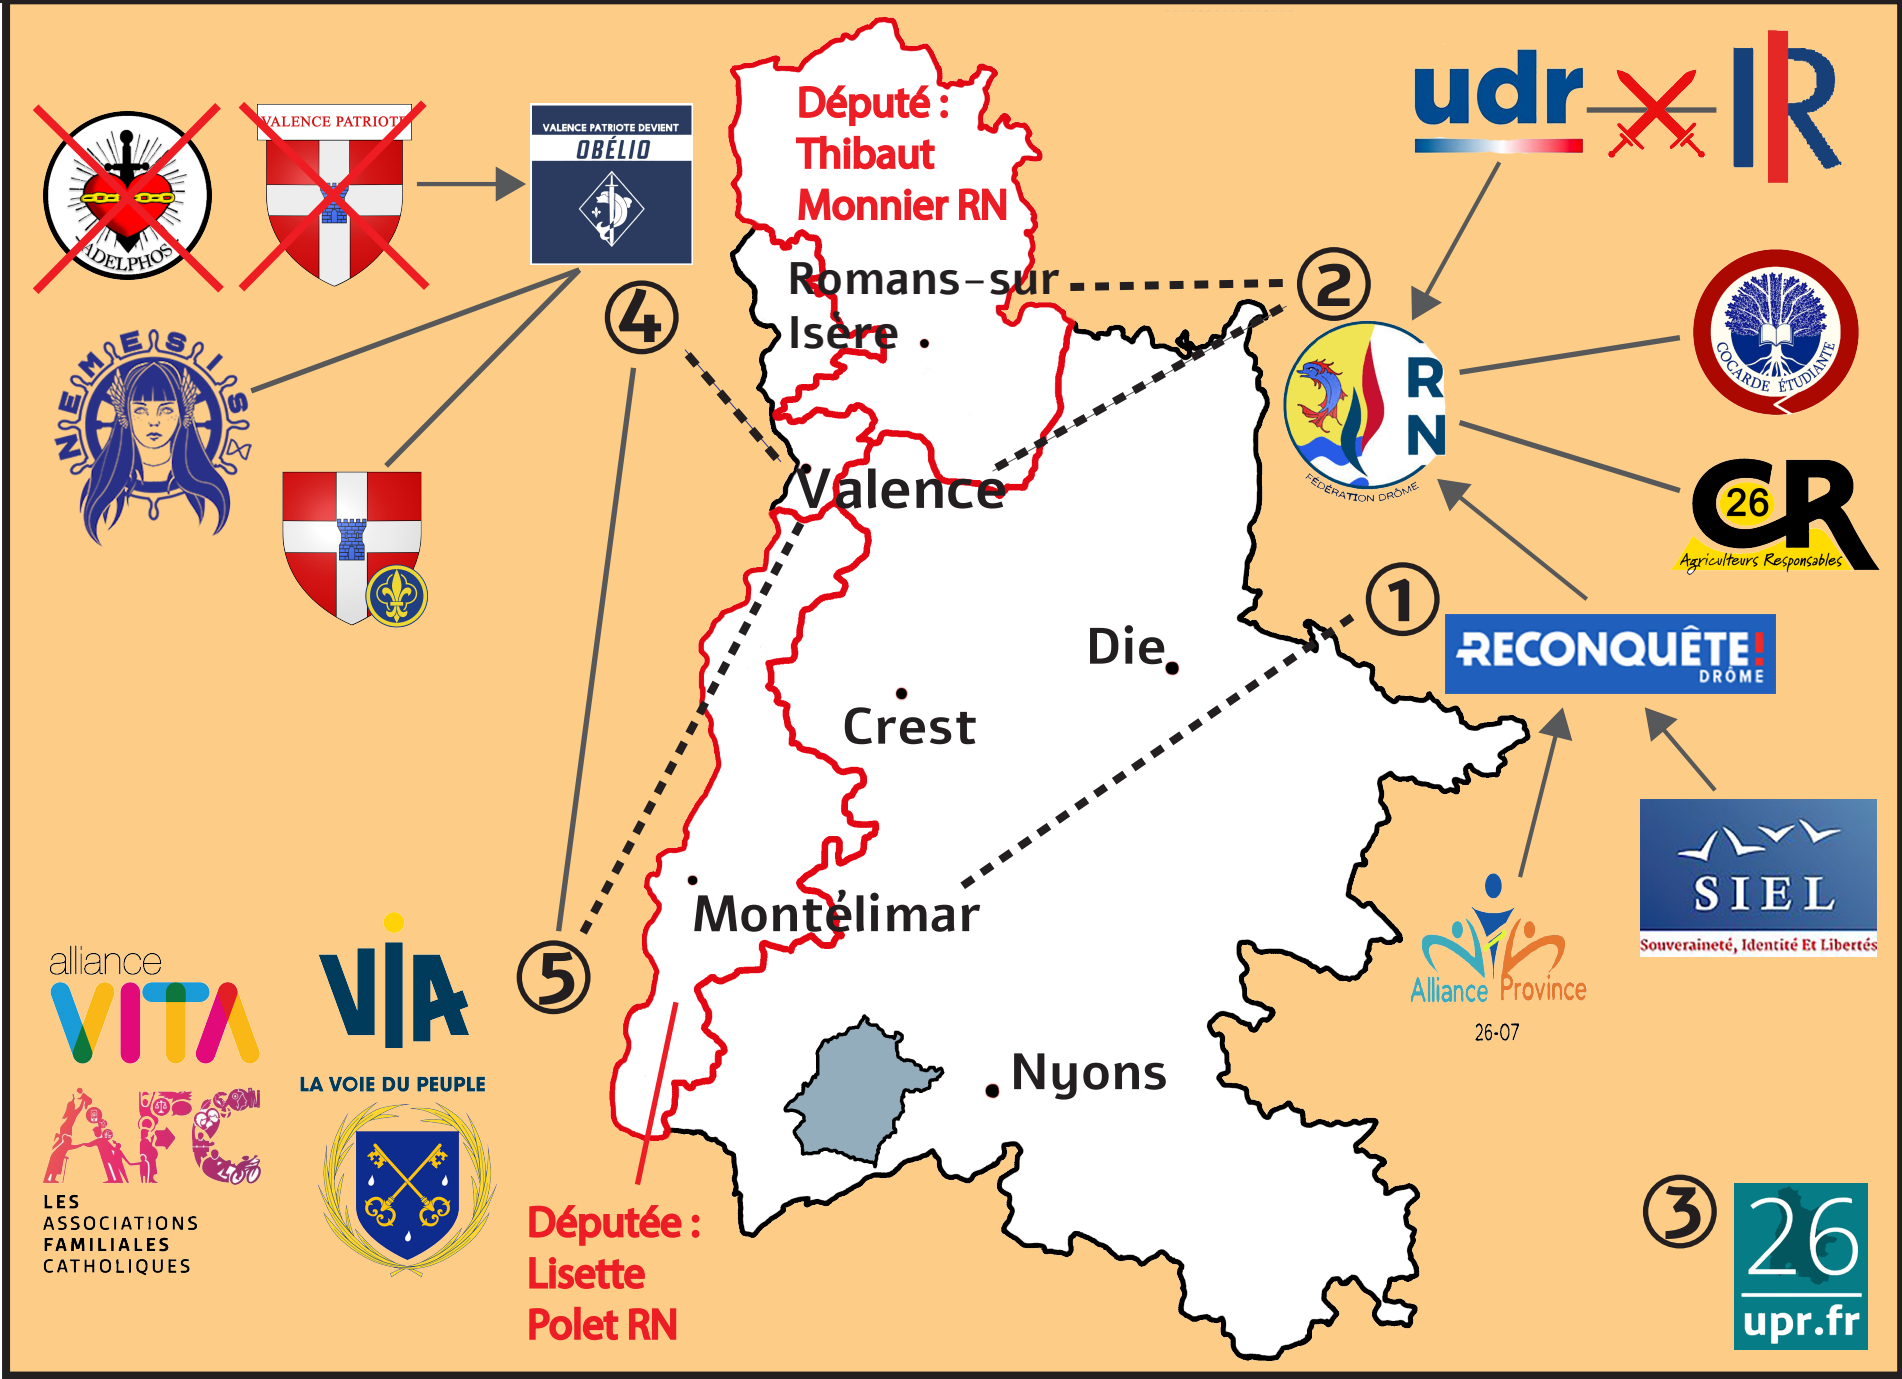 udr
LR
Député :
Thibaut
Monnier RN
VALENCE PATRIOTE
ADELPHOS
VALENCE PATRIOTE DEVIENT
OBÉLIO
4
2
Romans-sur
Isère
NEMESIS
RN
FÉDÉRATION DRÔME
COCARDE ÉTUDIANTE
CR
26
Agriculteurs Responsables
Valence
1
RECONQUÊTE!
DRÔME
Die
Crest
SIEL
Souveraineté, Identité Et Libertés
Montélimar
Alliance Province
26-07
5
alliance
VITA
VIA
LA VOIE DU PEUPLE
AFC
LES
ASSOCIATIONS
FAMILIALES
CATHOLIQUES
Nyons
Députée :
Lisette
Polet RN
3
26
upr.fr